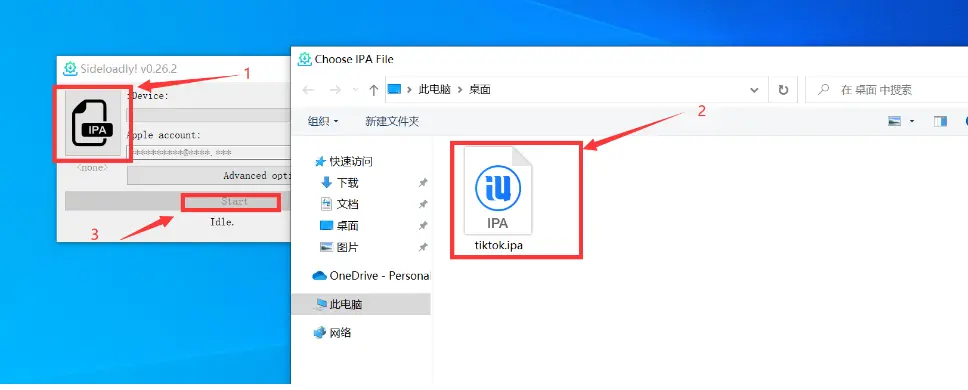 Sideloadly! v0.26.2
1
iDevice:
IPA
Apple account:
**********@****.***
<none>
Start
3
Idle.
Choose IPA File
此电脑 > 桌面
在 桌面 中搜索
组织
新建文件夹
2
快速访问
下载
文档
桌面
图片
OneDrive - Persona
此电脑
网络
IPA
tiktok.ipa